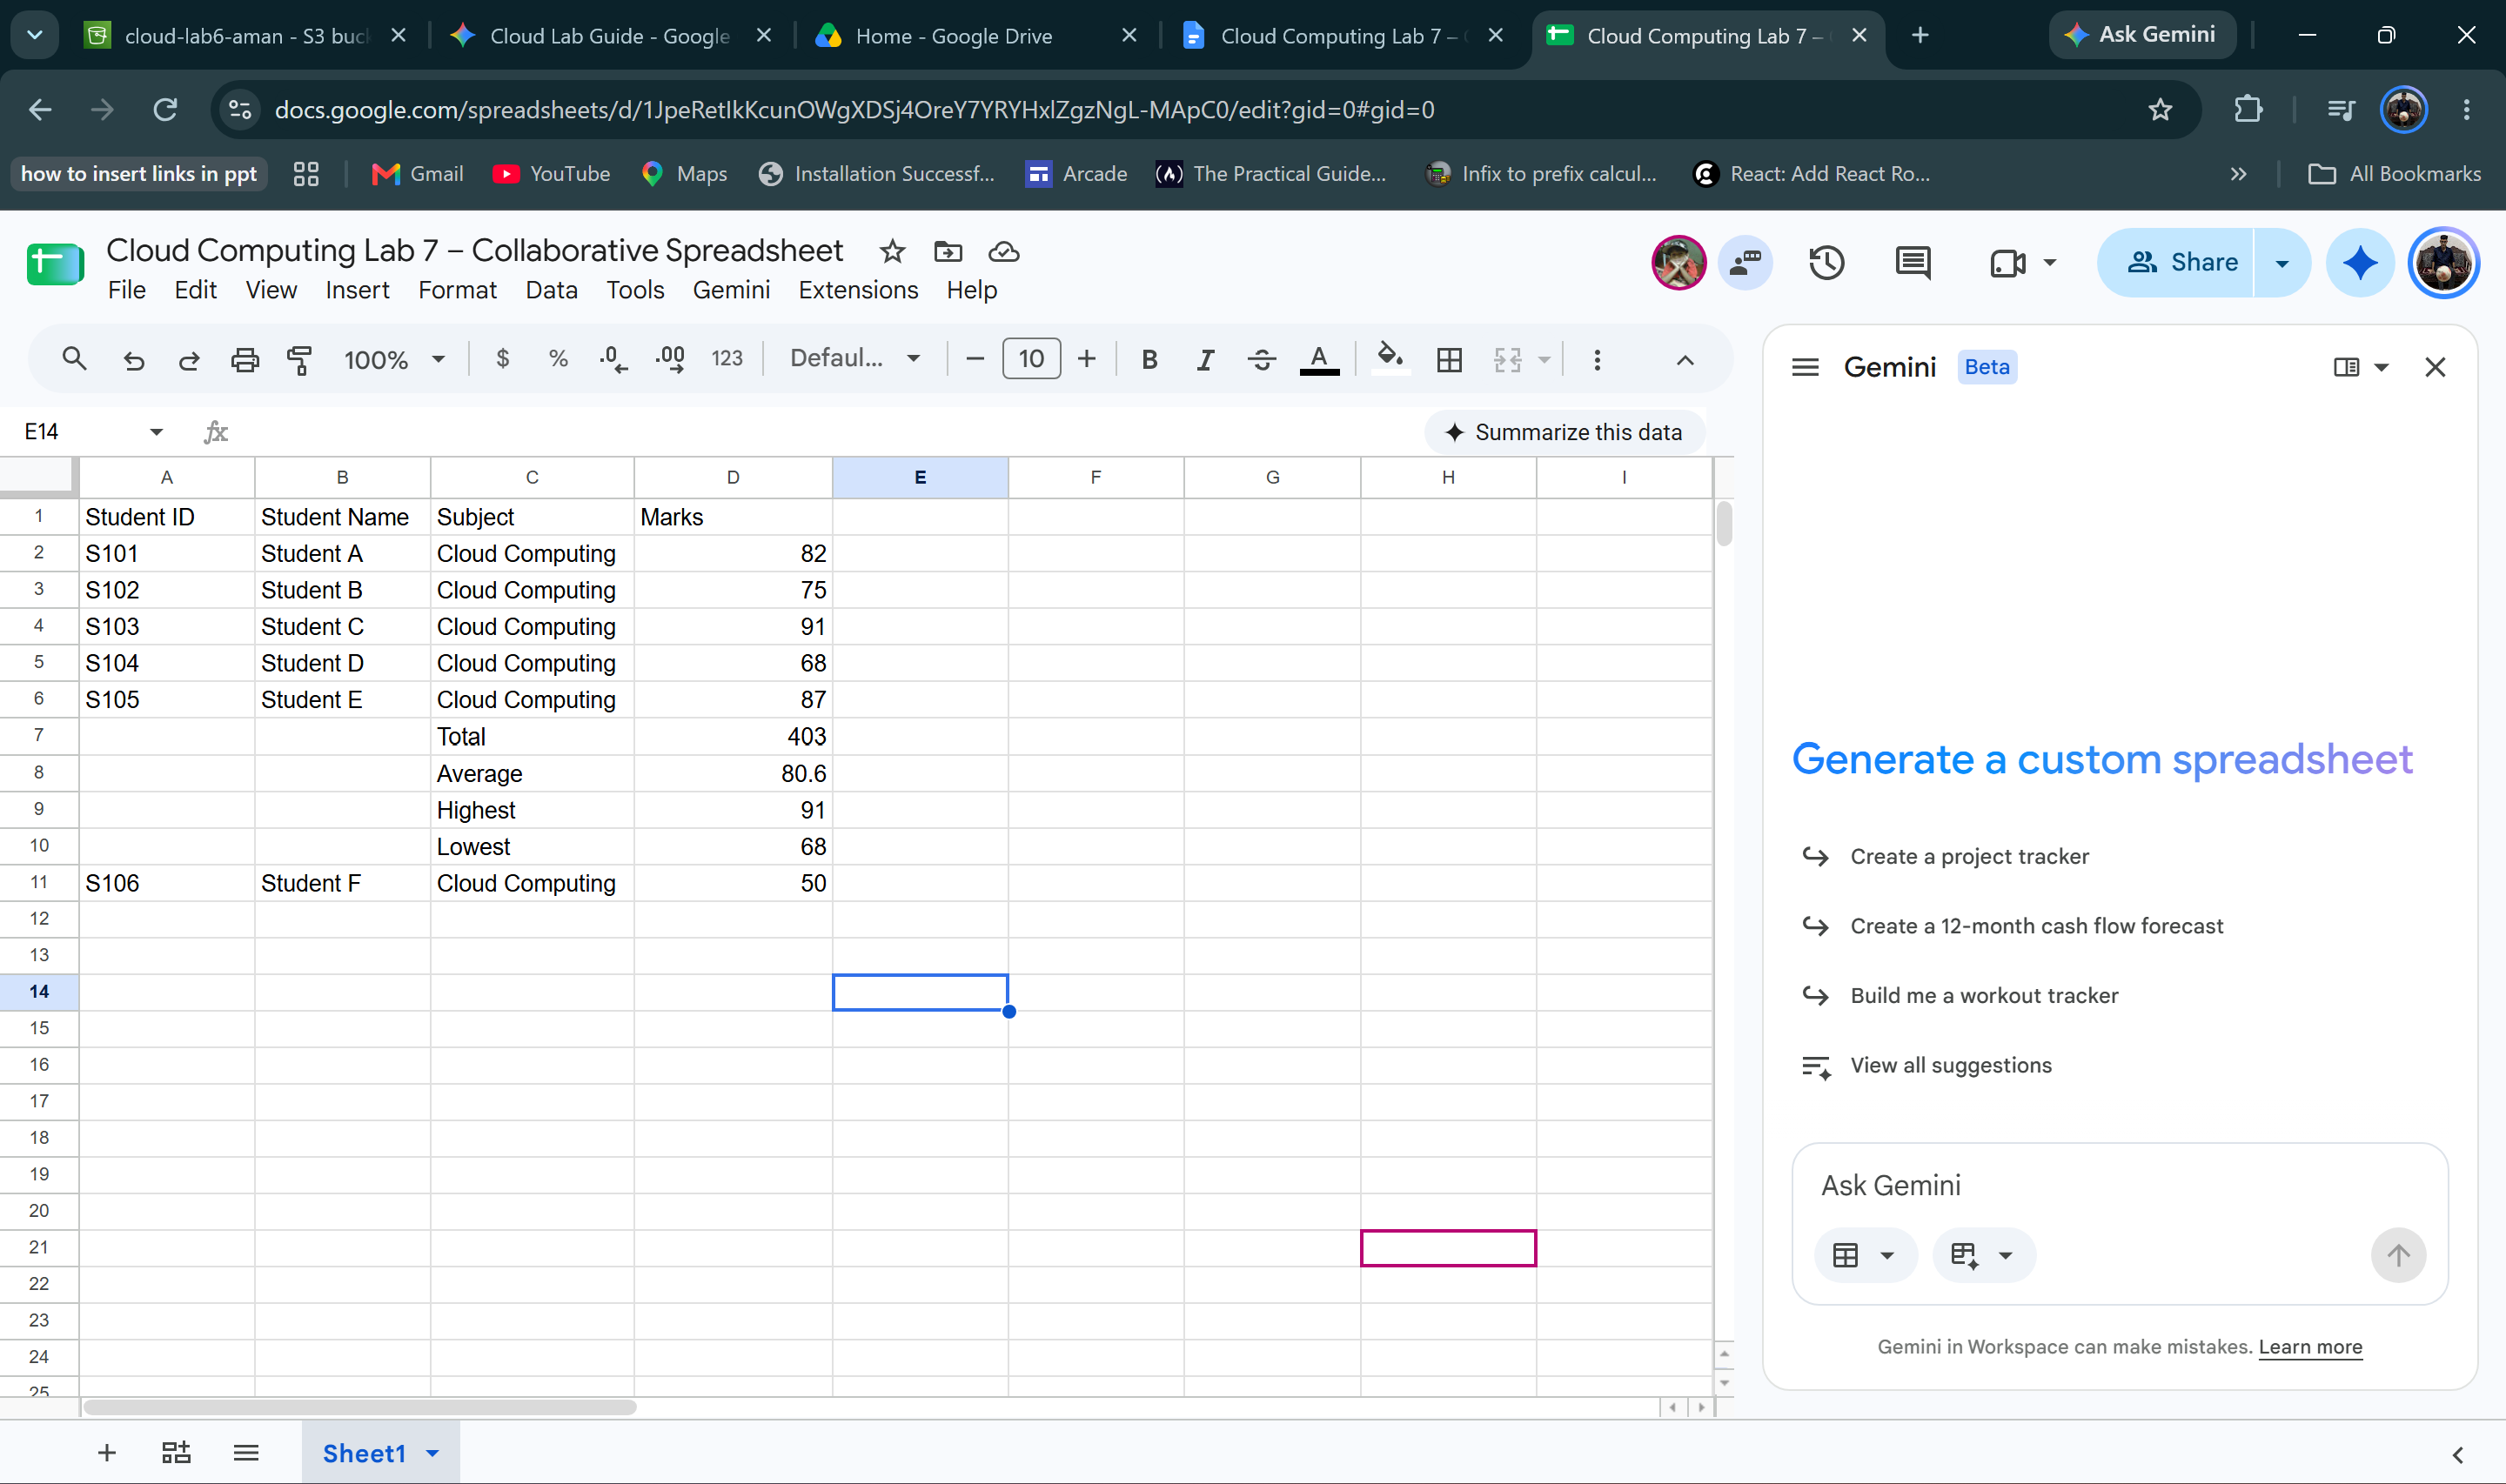 cloud-lab6-aman - S3 buc
Cloud Lab Guide - Google
Home - Google Drive
Cloud Computing Lab 7 –
Cloud Computing Lab 7 –
Ask Gemini
docs.google.com/spreadsheets/d/1JpeRetIkKcunOWgXDSj4OreY7YRYHxlZgzNgL-MApC0/edit?gid=0#gid=0
how to insert links in ppt
Gmail
YouTube
Maps
Installation Successf...
Arcade
The Practical Guide...
Infix to prefix calcul...
React: Add React Ro...
All Bookmarks
Cloud Computing Lab 7 – Collaborative Spreadsheet
File Edit View Insert Format Data Tools Gemini Extensions Help
Share
100% $ % .0 .00 123 Defaul... 10 B I A
Gemini Beta
E14 fx
Summarize this data
A B C D E F G H I
1 Student ID Student Name Subject Marks
2 S101 Student A Cloud Computing 82
3 S102 Student B Cloud Computing 75
4 S103 Student C Cloud Computing 91
5 S104 Student D Cloud Computing 68
6 S105 Student E Cloud Computing 87
7 Total 403
8 Average 80.6
9 Highest 91
10 Lowest 68
11 S106 Student F Cloud Computing 50
12
13
14
15
16
17
18
19
20
21
22
23
24
25
Generate a custom spreadsheet
Create a project tracker
Create a 12-month cash flow forecast
Build me a workout tracker
View all suggestions
Ask Gemini
Gemini in Workspace can make mistakes. Learn more
Sheet1